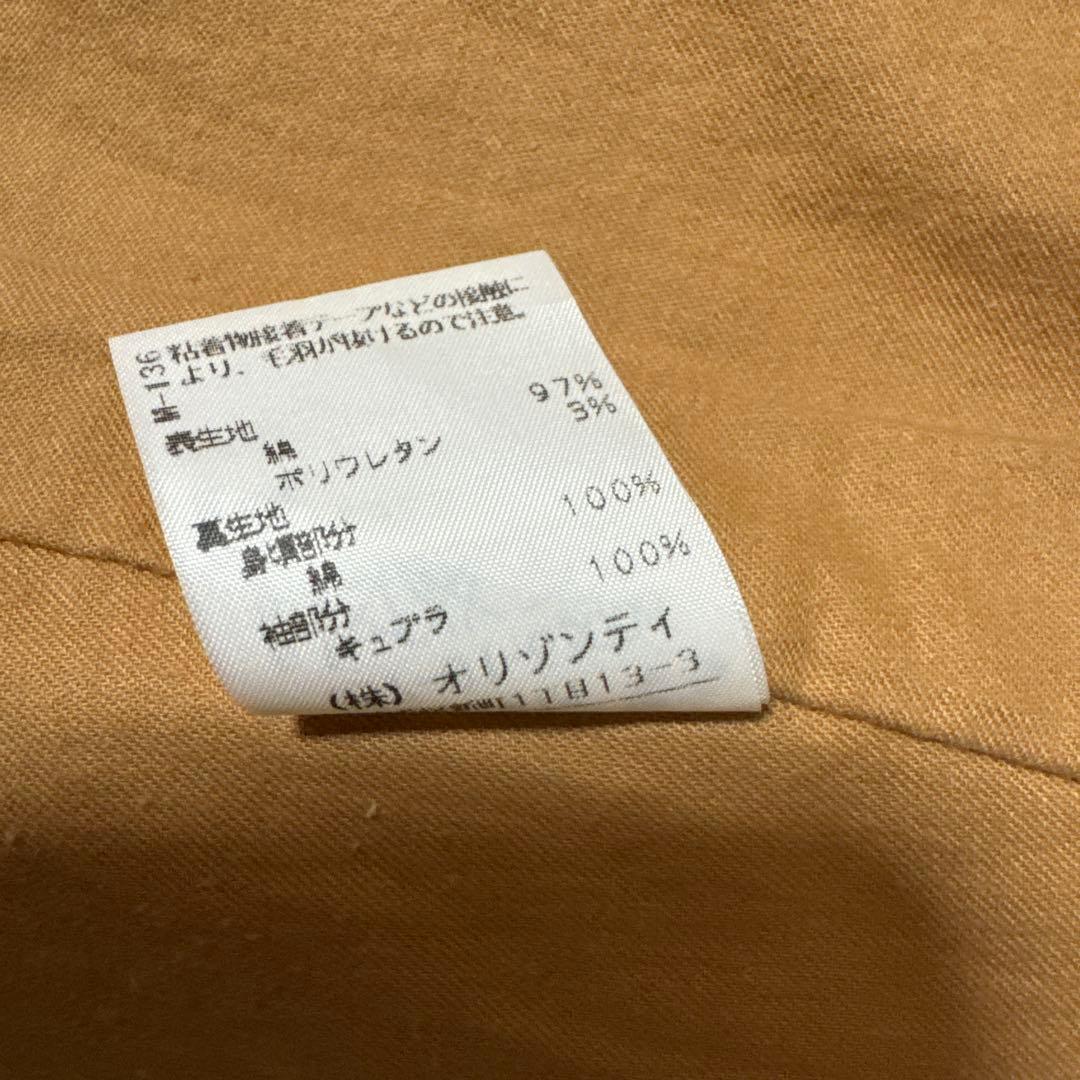 W-136
粘着物接着テープなどの接触に
より、毛羽が抜けるので注意。
表生地
綿 97%
ポリウレタン 3%
裏生地
身頃部分
綿 100%
袖部分
キュプラ 100%
(株) オリゾンティ
13-3